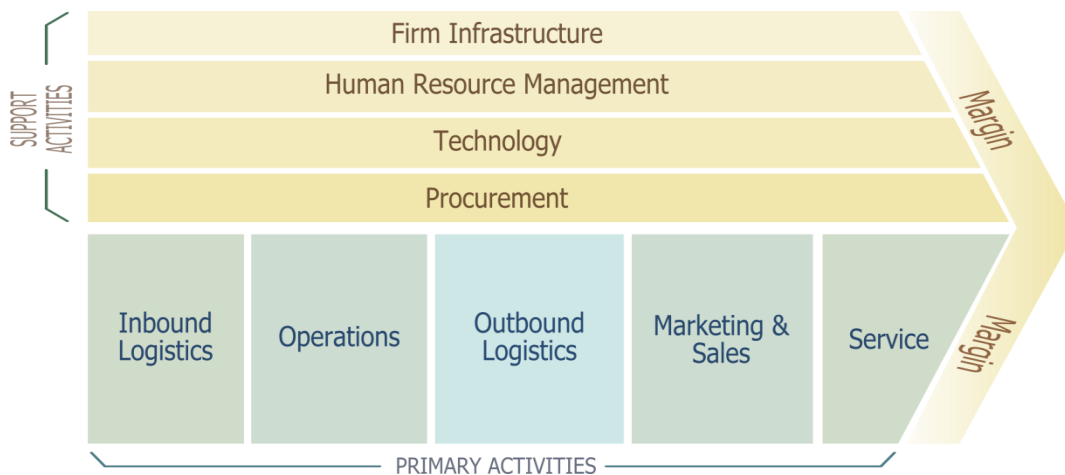 Firm Infrastructure
Human Resource Management
Technology
Procurement
SUPPORT
ACTIVITIES
Margin
Inbound
Logistics
Operations
Outbound
Logistics
Marketing &
Sales
Service
Margin
PRIMARY ACTIVITIES